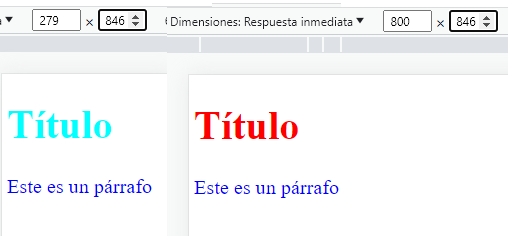 279 × 846
Dimensiones: Respuesta inmediata ▼ 800 × 846
Título
Este es un párrafo
Título
Este es un párrafo